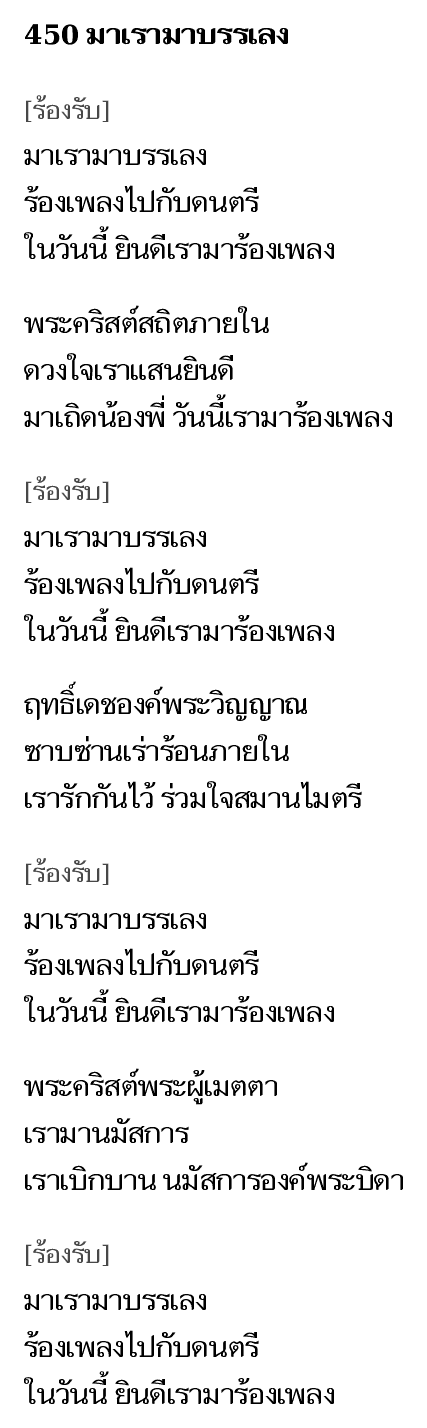 450 มาเรามาบรรเลง
[ร้องรับ]
มาเรามาบรรเลง
ร้องเพลงไปกับดนตรี
ในวันนี้ ยินดีเรามาร้องเพลง
พระคริสต์สถิตภายใน
ดวงใจเราแสนยินดี
มาเถิดน้องพี่ วันนี้เรามาร้องเพลง
[ร้องรับ]
มาเรามาบรรเลง
ร้องเพลงไปกับดนตรี
ในวันนี้ ยินดีเรามาร้องเพลง
ฤทธิ์เดชองค์พระวิญญาณ
ซาบซ่านเร่าร้อนภายใน
เรารักกันไว้ ร่วมใจสมานไมตรี
[ร้องรับ]
มาเรามาบรรเลง
ร้องเพลงไปกับดนตรี
ในวันนี้ ยินดีเรามาร้องเพลง
พระคริสต์พระผู้เมตตา
เรามานมัสการ
เราเบิกบาน นมัสการองค์พระบิดา
[ร้องรับ]
มาเรามาบรรเลง
ร้องเพลงไปกับดนตรี
ในวันนี้ ยินดีเรามาร้องเพลง